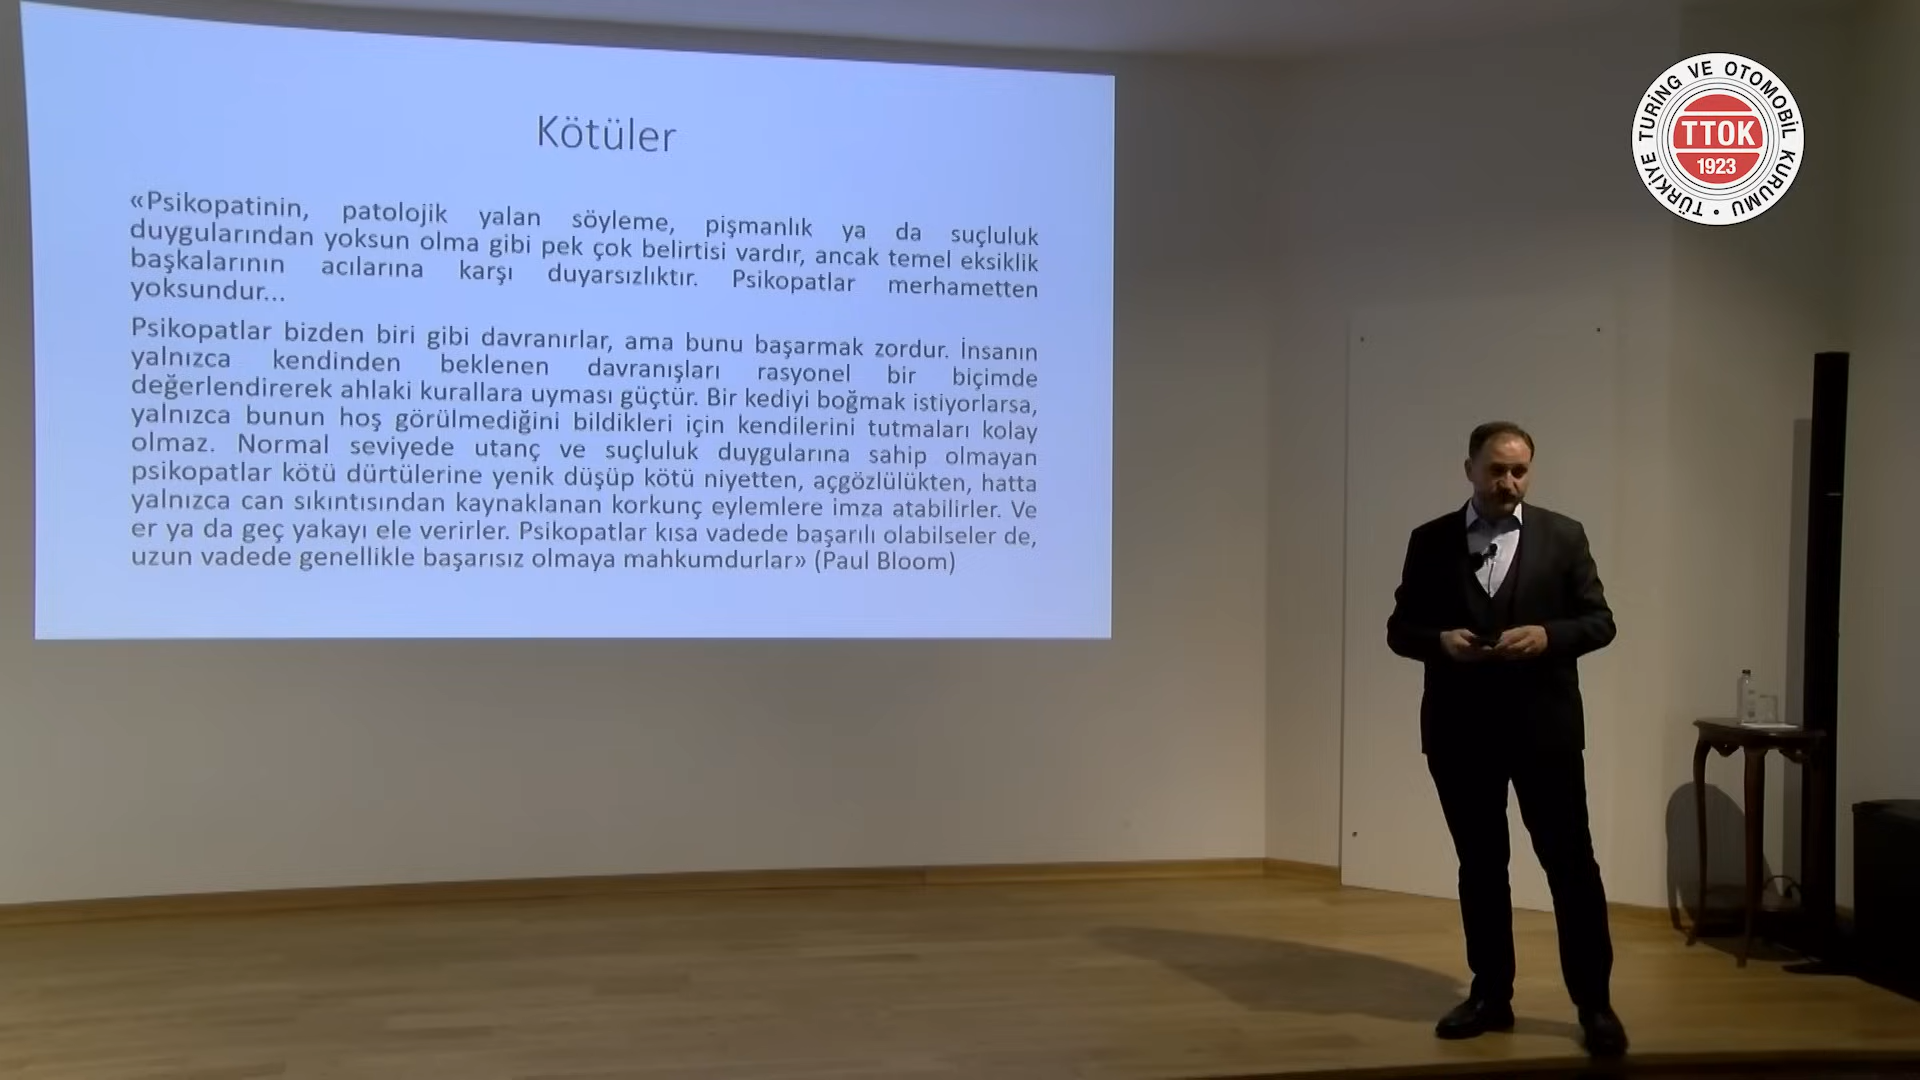 Kötüler
«Psikopatinin, patolojik yalan söyleme, pişmanlık ya da suçluluk
duygularından yoksun olma gibi pek çok belirtisi vardır, ancak temel eksiklik
başkalarının acılarına karşı duyarsızlıktır. Psikopatlar merhametten
yoksundur...
Psikopatlar bizden biri gibi davranırlar, ama bunu başarmak zordur. İnsanın
yalnızca kendinden beklenen davranışları rasyonel bir biçimde
değerlendirerek ahlaki kurallara uyması güçtür. Bir kediyi boğmak istiyorlarsa,
yalnızca bunun hoş görülmediğini bildikleri için kendilerini tutmaları kolay
olmaz. Normal seviyede utanç ve suçluluk duygularına sahip olmayan
psikopatlar kötü dürtülerine yenik düşüp kötü niyetten, açgözlülükten, hatta
yalnızca can sıkıntısından kaynaklanan korkunç eylemlere imza atabilirler. Ve
er ya da geç yakayı ele verirler. Psikopatlar kısa vadede başarılı olabilseler de,
uzun vadede genellikle başarısız olmaya mahkumdurlar» (Paul Bloom)
TÜRKİYE TURİNG VE OTOMOBİL KURUMU •
TTOK
1923